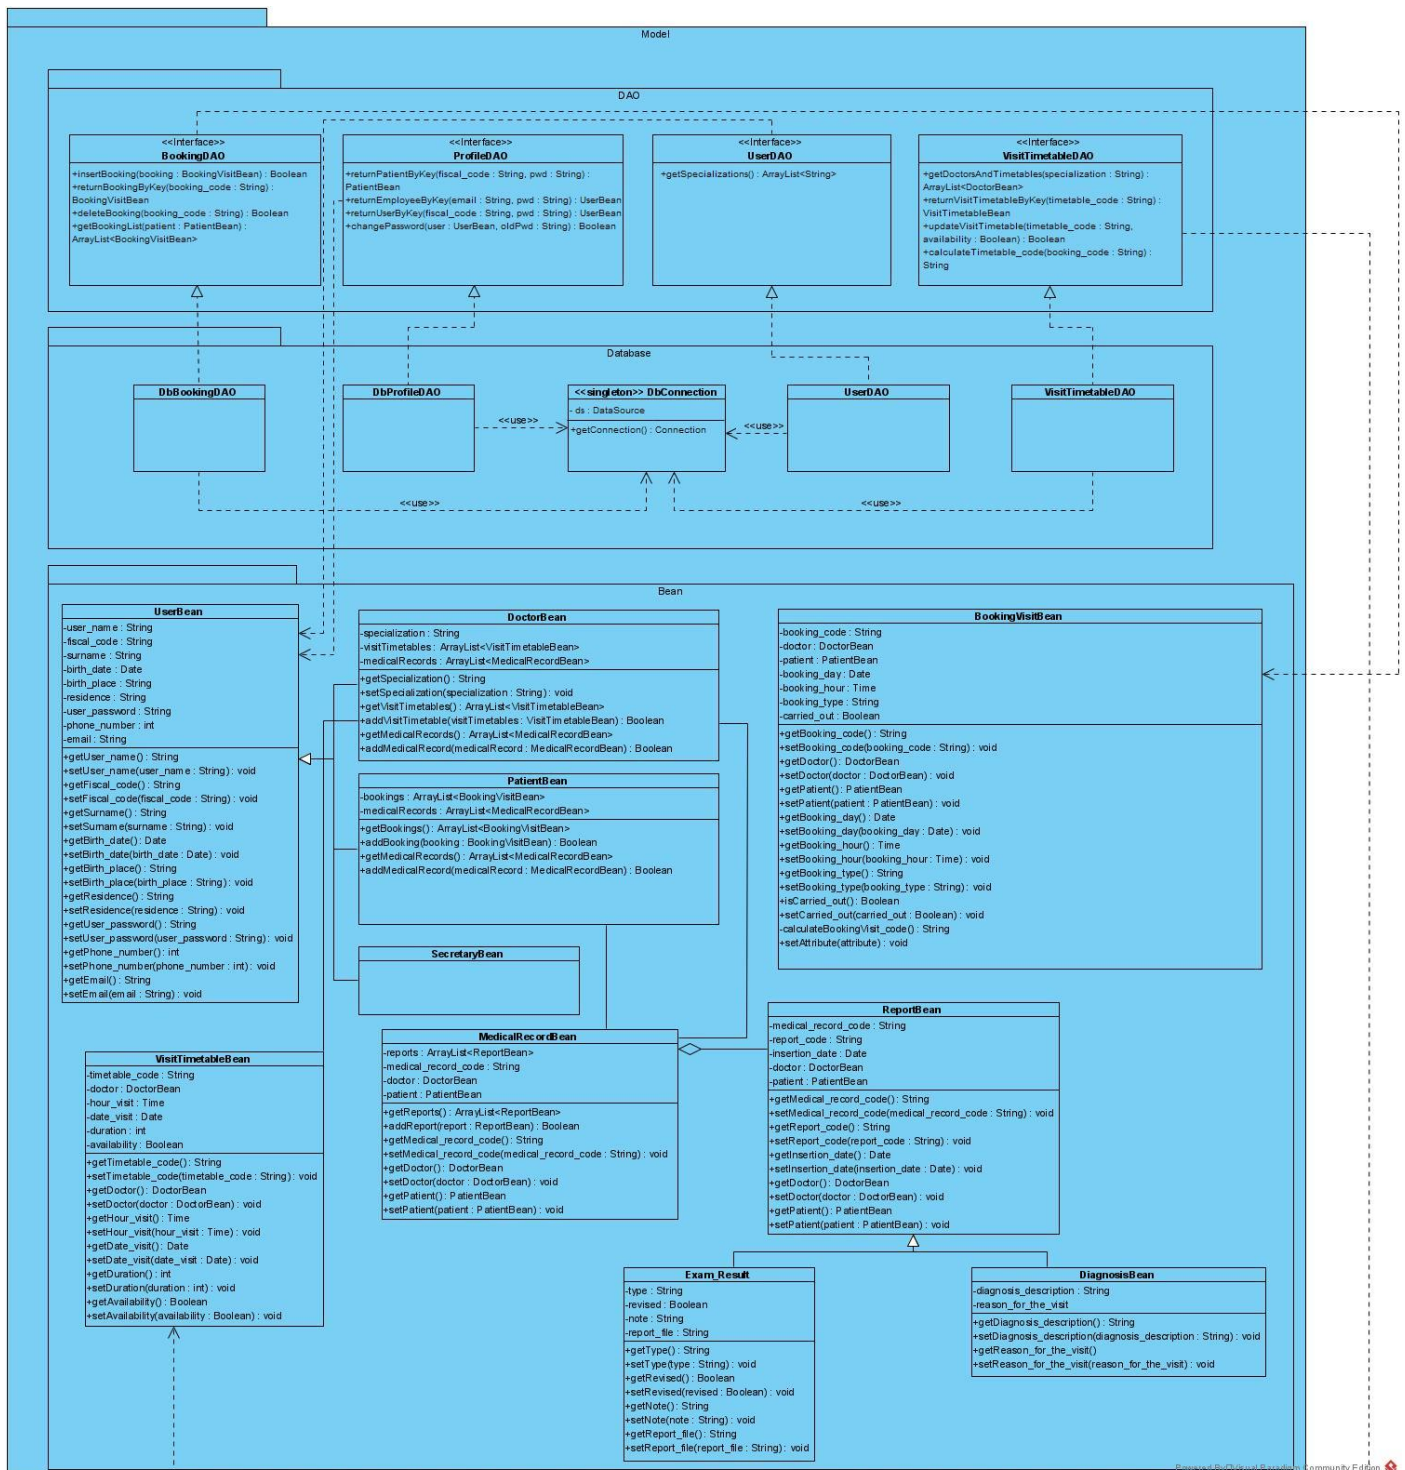 Model
DAO
<<Interface>>
BookingDAO
+insertBooking(booking : BookingVisitBean) : Boolean
+returnBookingByKey(booking_code : String) :
BookingVisitBean
+deleteBooking(booking_code : String) : Boolean
+getBookingList(patient : PatientBean) :
ArrayList<BookingVisitBean>
<<Interface>>
ProfileDAO
+returnPatientByKey(fiscal_code : String, pwd : String) :
PatientBean
+returnEmployeeByKey(email : String, pwd : String) : UserBean
+returnUserByKey(fiscal_code : String, pwd : String) : UserBean
+changePassword(user : UserBean, oldPwd : String) : Boolean
<<Interface>>
UserDAO
+getSpecializations() : ArrayList<String>
<<Interface>>
VisitTimetableDAO
+getDoctorsAndTimetables(specialization : String) :
ArrayList<DoctorBean>
+returnVisitTimetableByKey(timetable_code : String) :
VisitTimetableBean
+updateVisitTimetable(timetable_code : String,
availability : Boolean) : Boolean
+calculateTimetable_code(booking_code : String) :
String
Database
DbBookingDAO
DbProfileDAO
<<singleton>> DbConnection
- ds : DataSource
+getConnection() : Connection
UserDAO
VisitTimetableDAO
<<use>>
<<use>>
<<use>>
<<use>>
Bean
UserBean
-user_name : String
-fiscal_code : String
-surname : String
-birth_date : Date
-birth_place : String
-residence : String
-user_password : String
-phone_number : int
-email : String
+getUser_name() : String
+setUser_name(user_name : String) : void
+getFiscal_code() : String
+setFiscal_code(fiscal_code : String) : void
+getSurname() : String
+setSurname(surname : String) : void
+getBirth_date() : Date
+setBirth_date(birth_date : Date) : void
+getBirth_place() : String
+setBirth_place(birth_place : String) : void
+getResidence() : String
+setResidence(residence : String) : void
+getUser_password() : String
+setUser_password(user_password : String) : void
+getPhone_number() : int
+setPhone_number(phone_number : int) : void
+getEmail() : String
+setEmail(email : String) : void
DoctorBean
-specialization : String
-visitTimetables : ArrayList<VisitTimetableBean>
-medicalRecords : ArrayList<MedicalRecordBean>
+getSpecialization() : String
+setSpecialization(specialization : String) : void
+getVisitTimetables() : ArrayList<VisitTimetableBean>
+addVisitTimetable(visitTimetables : VisitTimetableBean) : Boolean
+getMedicalRecords() : ArrayList<MedicalRecordBean>
+addMedicalRecord(medicalRecord : MedicalRecordBean) : Boolean
PatientBean
-bookings : ArrayList<BookingVisitBean>
-medicalRecords : ArrayList<MedicalRecordBean>
+getBookings() : ArrayList<BookingVisitBean>
+addBooking(booking : BookingVisitBean) : Boolean
+getMedicalRecords() : ArrayList<MedicalRecordBean>
+addMedicalRecord(medicalRecord : MedicalRecordBean) : Boolean
SecretaryBean
BookingVisitBean
-booking_code : String
-doctor : DoctorBean
-patient : PatientBean
-booking_day : Date
-booking_hour : Time
-booking_type : String
-carried_out : Boolean
+getBooking_code() : String
+setBooking_code(booking_code : String) : void
+getDoctor() : DoctorBean
+setDoctor(doctor : DoctorBean) : void
+getPatient() : PatientBean
+setPatient(patient : PatientBean) : void
+getBooking_day() : Date
+setBooking_day(booking_day : Date) : void
+getBooking_hour() : Time
+setBooking_hour(booking_hour : Time) : void
+getBooking_type() : String
+setBooking_type(booking_type : String) : void
+isCarried_out() : Boolean
+setCarried_out(carried_out : Boolean) : void
-calculateBookingVisit_code() : String
+setAttribute(attribute) : void
VisitTimetableBean
-timetable_code : String
-doctor : DoctorBean
-hour_visit : Time
-date_visit : Date
-duration : int
-availability : Boolean
+getTimetable_code() : String
+setTimetable_code(timetable_code : String) : void
+getDoctor() : DoctorBean
+setDoctor(doctor : DoctorBean) : void
+getHour_visit() : Time
+setHour_visit(hour_visit : Time) : void
+getDate_visit() : Date
+setDate_visit(date_visit : Date) : void
+getDuration() : int
+setDuration(duration : int) : void
+getAvailability() : Boolean
+setAvailability(availability : Boolean) : void
MedicalRecordBean
-reports : ArrayList<ReportBean>
-medical_record_code : String
-doctor : DoctorBean
-patient : PatientBean
+getReports() : ArrayList<ReportBean>
+addReport(report : ReportBean) : Boolean
+getMedical_record_code() : String
+setMedical_record_code(medical_record_code : String) : void
+getDoctor() : DoctorBean
+setDoctor(doctor : DoctorBean) : void
+getPatient() : PatientBean
+setPatient(patient : PatientBean) : void
ReportBean
-medical_record_code : String
-report_code : String
-insertion_date : Date
-doctor : DoctorBean
-patient : PatientBean
+getMedical_record_code() : String
+setMedical_record_code(medical_record_code : String) : void
+getReport_code() : String
+setReport_code(report_code : String) : void
+getInsertion_date() : Date
+setInsertion_date(insertion_date : Date) : void
+getDoctor() : DoctorBean
+setDoctor(doctor : DoctorBean) : void
+getPatient() : PatientBean
+setPatient(patient : PatientBean) : void
Exam_Result
-type : String
-revised : Boolean
-note : String
-report_file : String
+getType() : String
+setType(type : String) : void
+getRevised() : Boolean
+setRevised(revised : Boolean) : void
+getNote() : String
+setNote(note : String) : void
+getReport_file() : String
+setReport_file(report_file : String) : void
DiagnosisBean
-diagnosis_description : String
-reason_for_the_visit
+getDiagnosis_description() : String
+setDiagnosis_description(diagnosis_description : String) : void
+getReason_for_the_visit()
+setReason_for_the_visit(reason_for_the_visit) : void
Powered By Visual Paradigm Community Edition